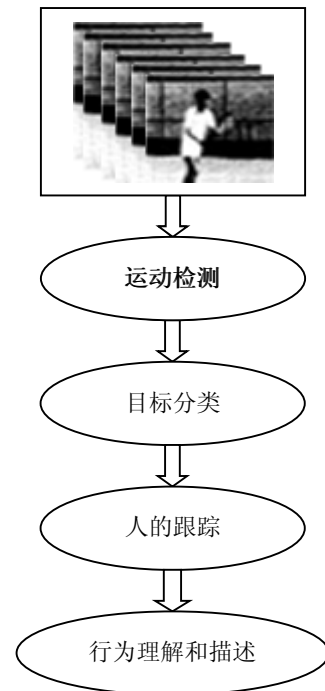 运动检测
目标分类
人的跟踪
行为理解和描述